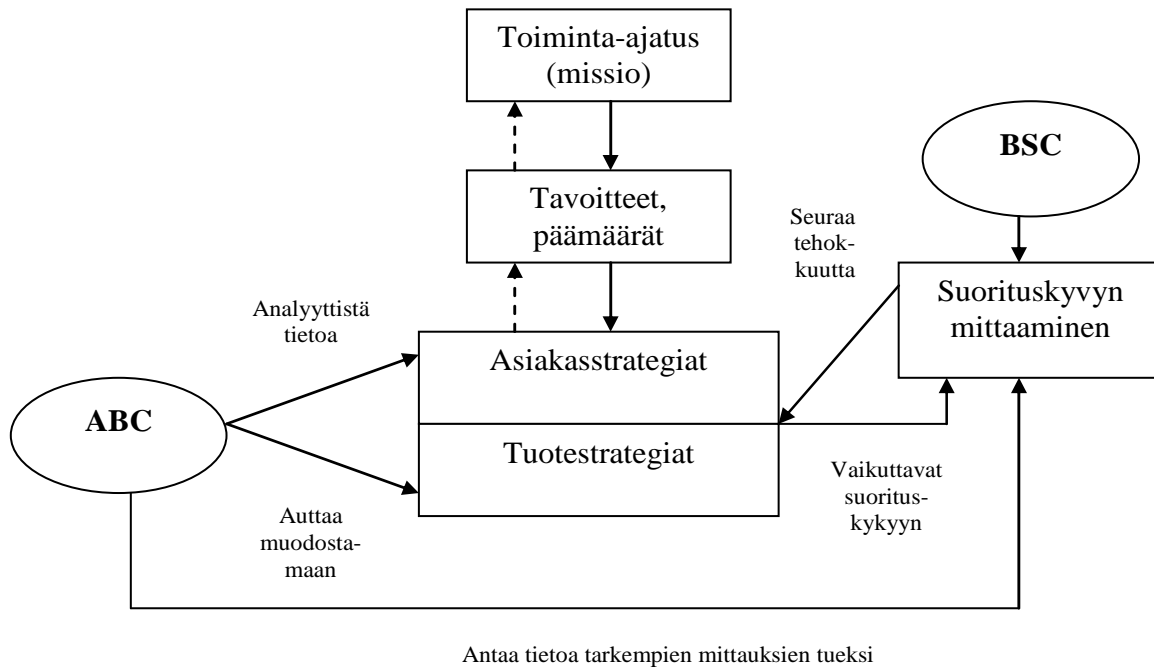 Toiminta-ajatus
(missio)
BSC
Tavoitteet,
päämäärät
Seuraa
tehok-
kuutta
Suorituskyvyn
mittaaminen
Analyyttistä
tietoa
Asiakasstrategiat
ABC
Tuotestrategiat
Vaikuttavat
suoritus-
kykyyn
Auttaa
muodosta-
maan
Antaa tietoa tarkempien mittauksien tueksi